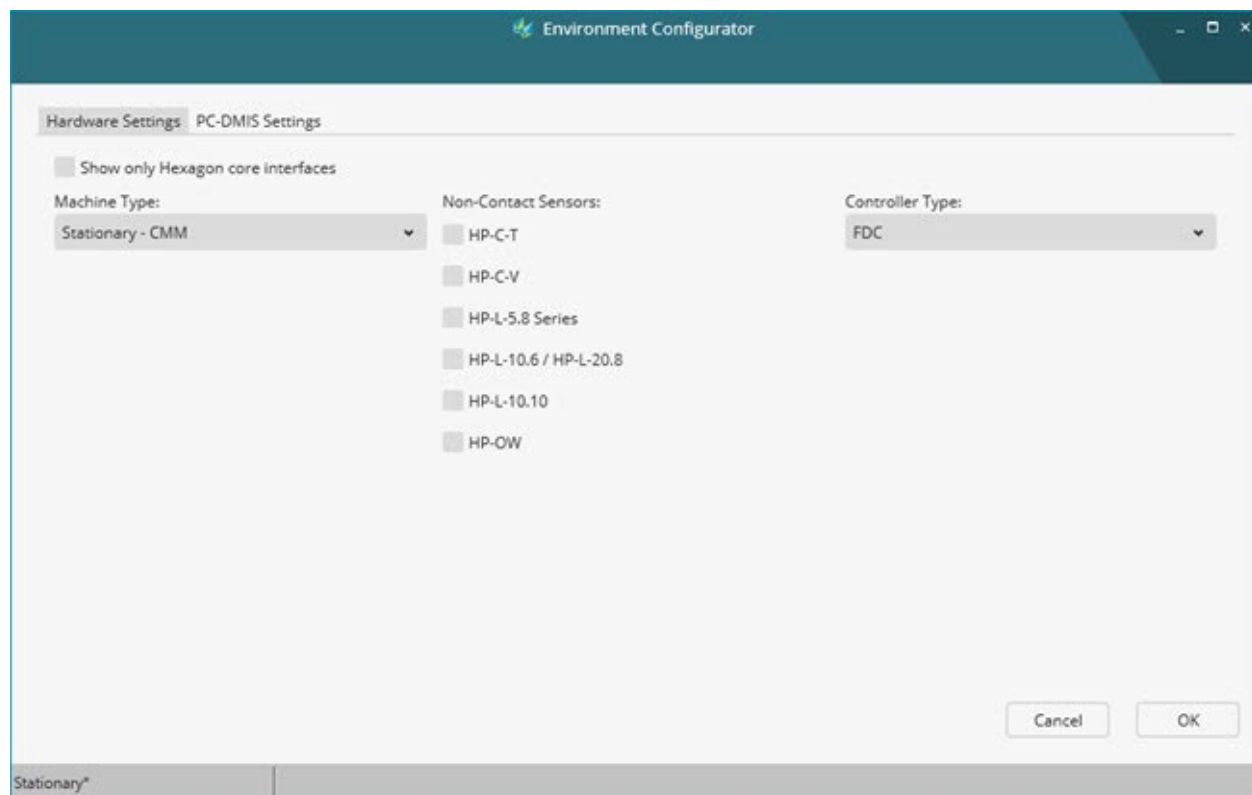 Environment Configurator
Hardware Settings PC-DMIS Settings
Show only Hexagon core interfaces
Machine Type: Non-Contact Sensors: Controller Type:
Stationary - CMM HP-C-T FDC
HP-C-V
HP-L-5.8 Series
HP-L-10.6 / HP-L-20.8
HP-L-10.10
HP-OW
Cancel OK
Stationary*